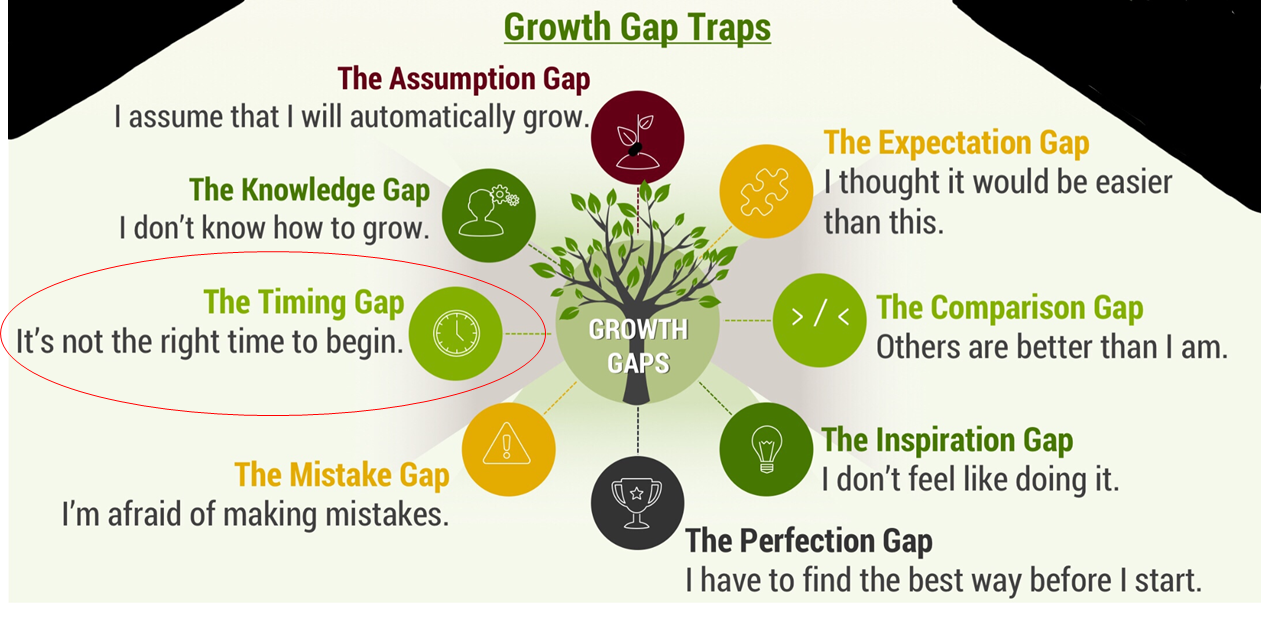 Growth Gap Traps
The Assumption Gap
I assume that I will automatically grow.
The Expectation Gap
I thought it would be easier
than this.
The Knowledge Gap
I don’t know how to grow.
The Timing Gap
It’s not the right time to begin.
GROWTH
GAPS
> / <
The Comparison Gap
Others are better than I am.
The Mistake Gap
I’m afraid of making mistakes.
The Inspiration Gap
I don’t feel like doing it.
The Perfection Gap
I have to find the best way before I start.